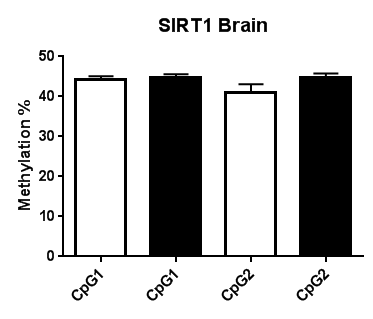 SIRT1 Brain
Methylation %
50
40
30
20
10
0
CpG1
CpG1
CpG2
CpG2